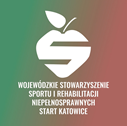 WOJEWÓDZKIE STOWARZYSZENIE
SPORTU I REHABILITACJI
NIEPEŁNOSPRAWNYCH
START KATOWICE